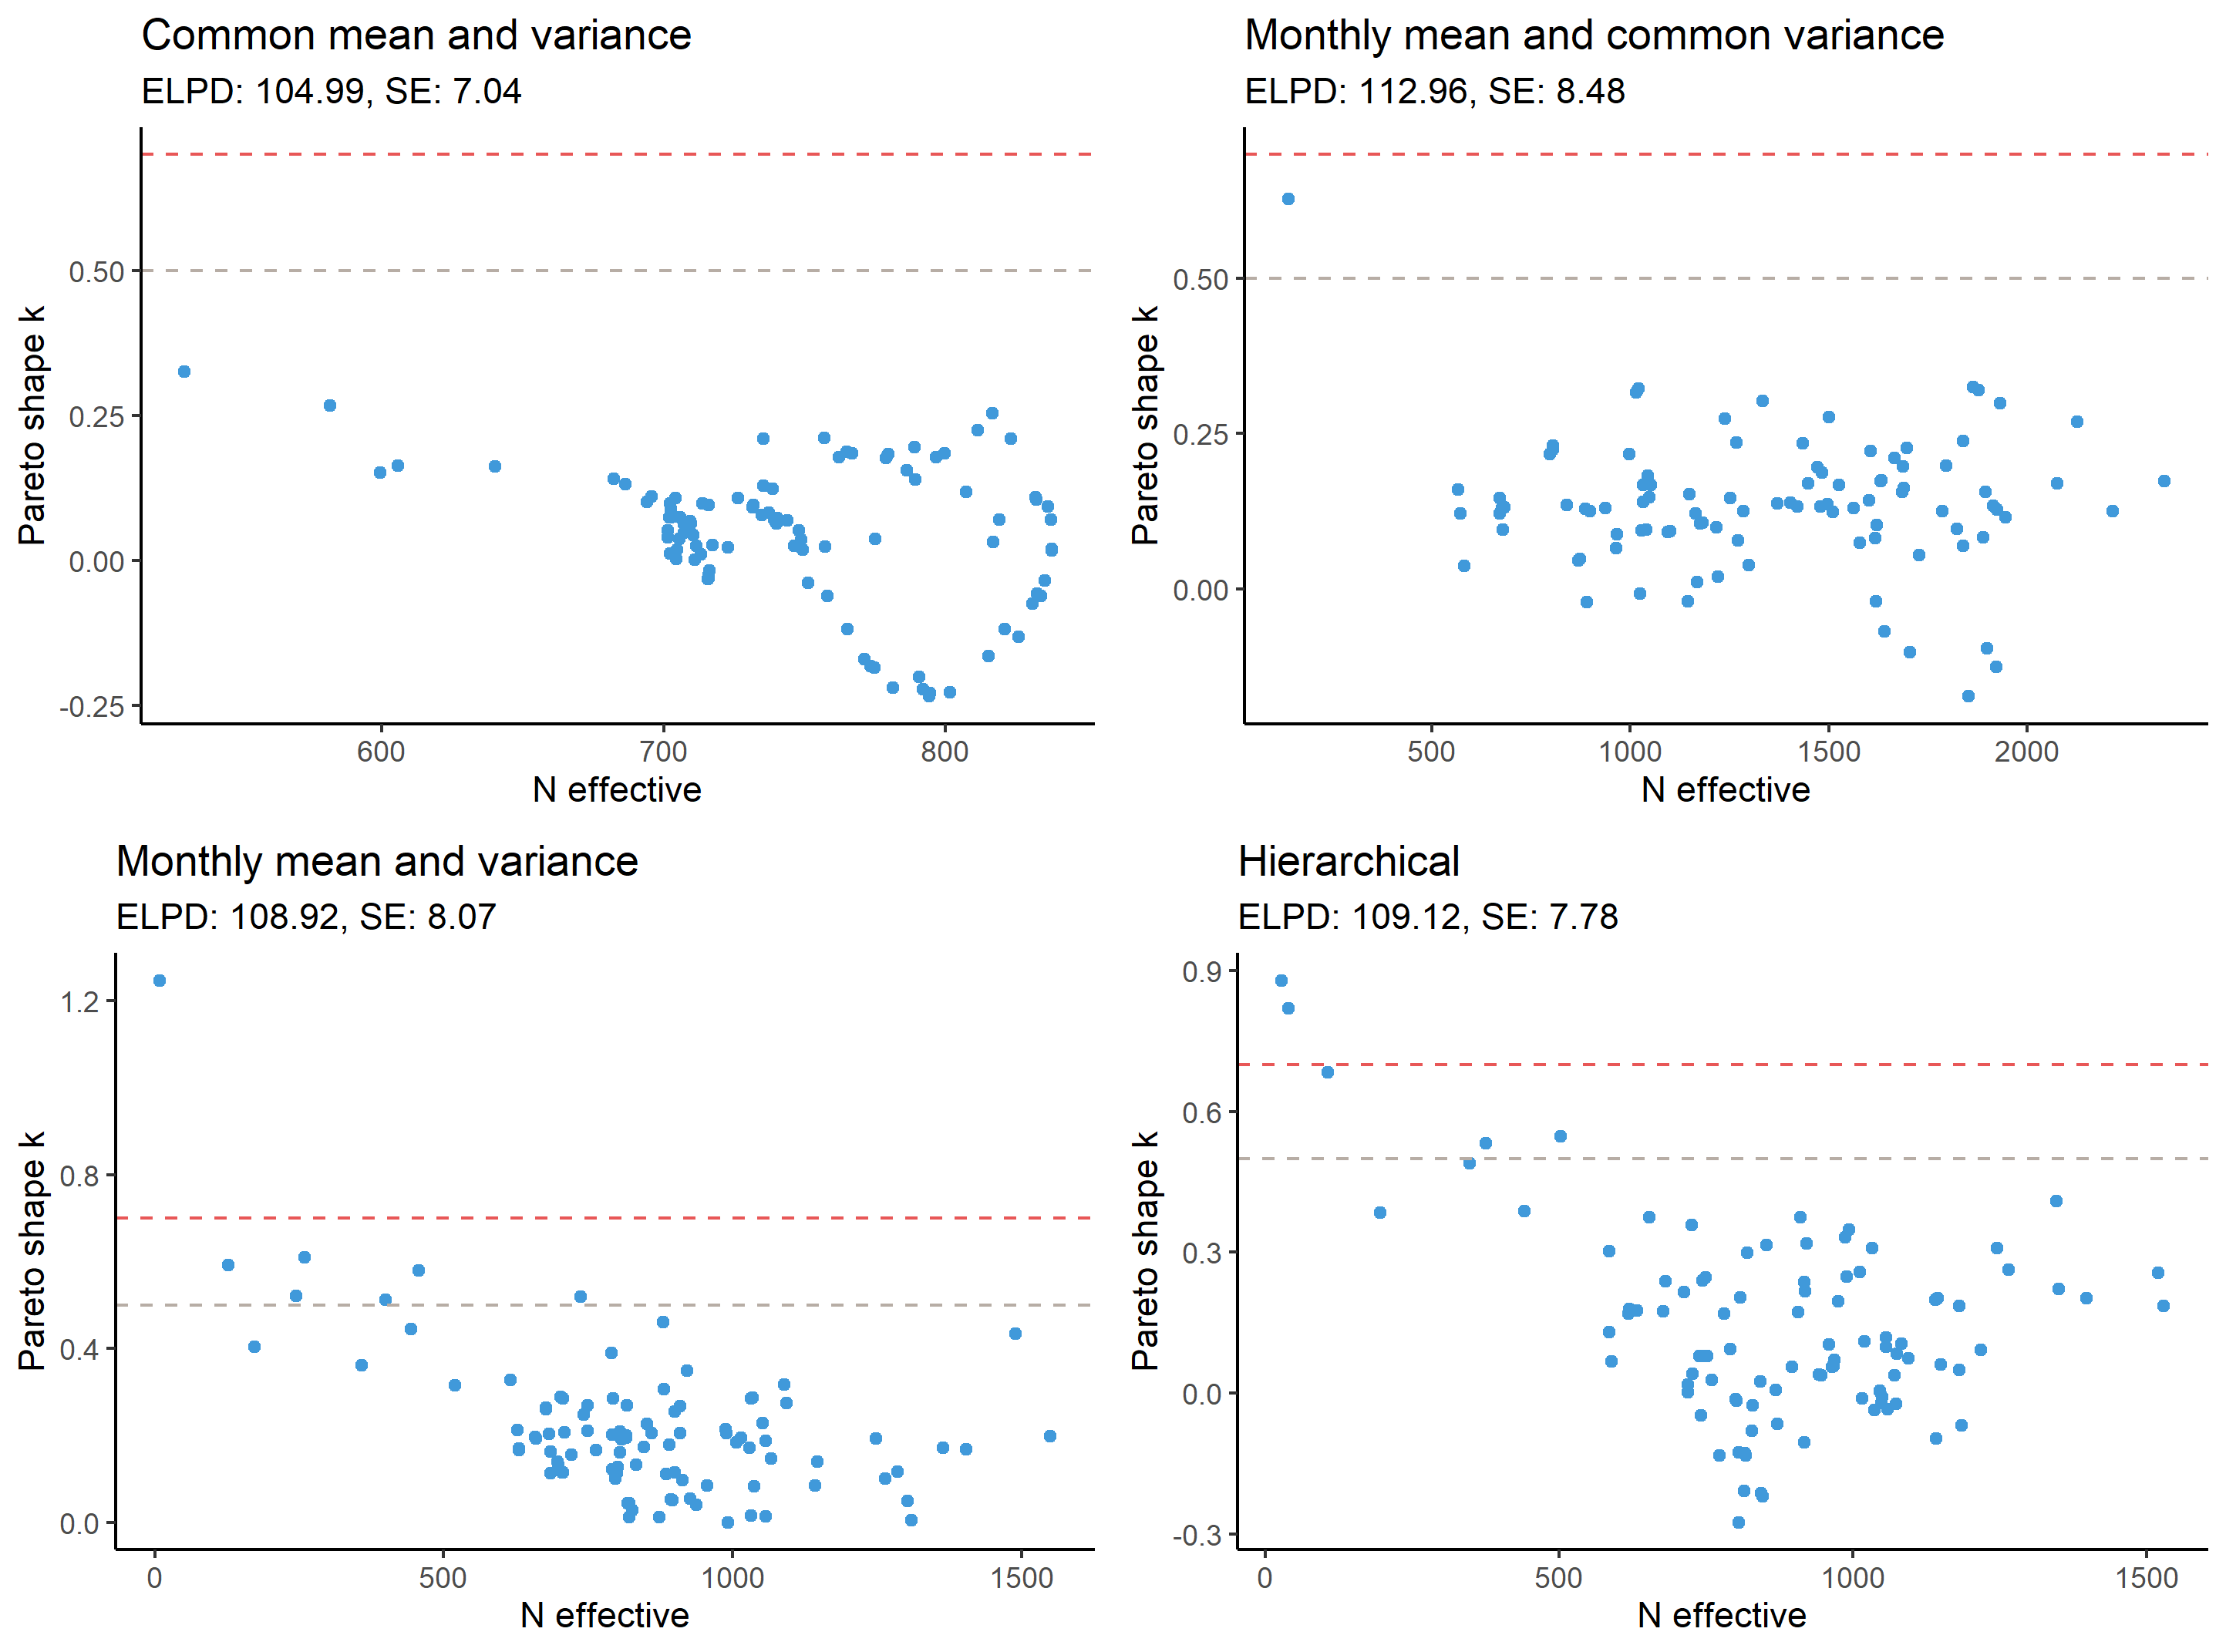 Common mean and variance
ELPD: 104.99, SE: 7.04
0.50
0.25
0.00
-0.25
Pareto shape k
600 700 800
N effective
Monthly mean and common variance
ELPD: 112.96, SE: 8.48
0.50
0.25
0.00
Pareto shape k
500 1000 1500 2000
N effective
Monthly mean and variance
ELPD: 108.92, SE: 8.07
1.2
0.8
0.4
0.0
Pareto shape k
0 500 1000 1500
N effective
Hierarchical
ELPD: 109.12, SE: 7.78
0.9
0.6
0.3
0.0
-0.3
Pareto shape k
0 500 1000 1500
N effective